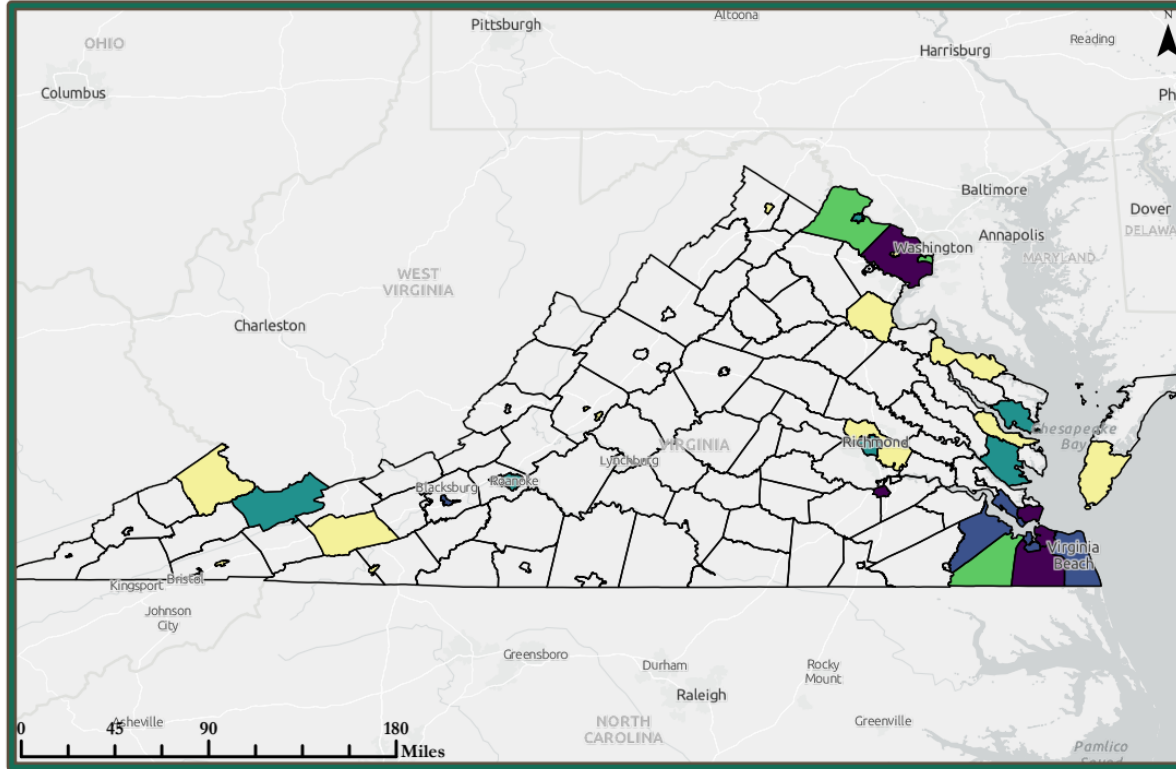 Altoona
N
Pittsburgh
OHIO
Reading
Harrisburg
Columbus
Ph
Baltimore
Dover
Annapolis
DELAWA
Washington
MARYLAND
WEST
VIRGINIA
Charleston
Chesapeake
Bay
Richmond
VIRGINIA
Lynchburg
Roanoke
Blacksburg
Virginia
Beach
Bristol
Kingsport
Johnson
City
Greensboro
Durham
Rocky
Mount
Raleigh
Asheville
NORTH
CAROLINA
Greenville
0 45 90 180
Miles
Pamlico
Sound